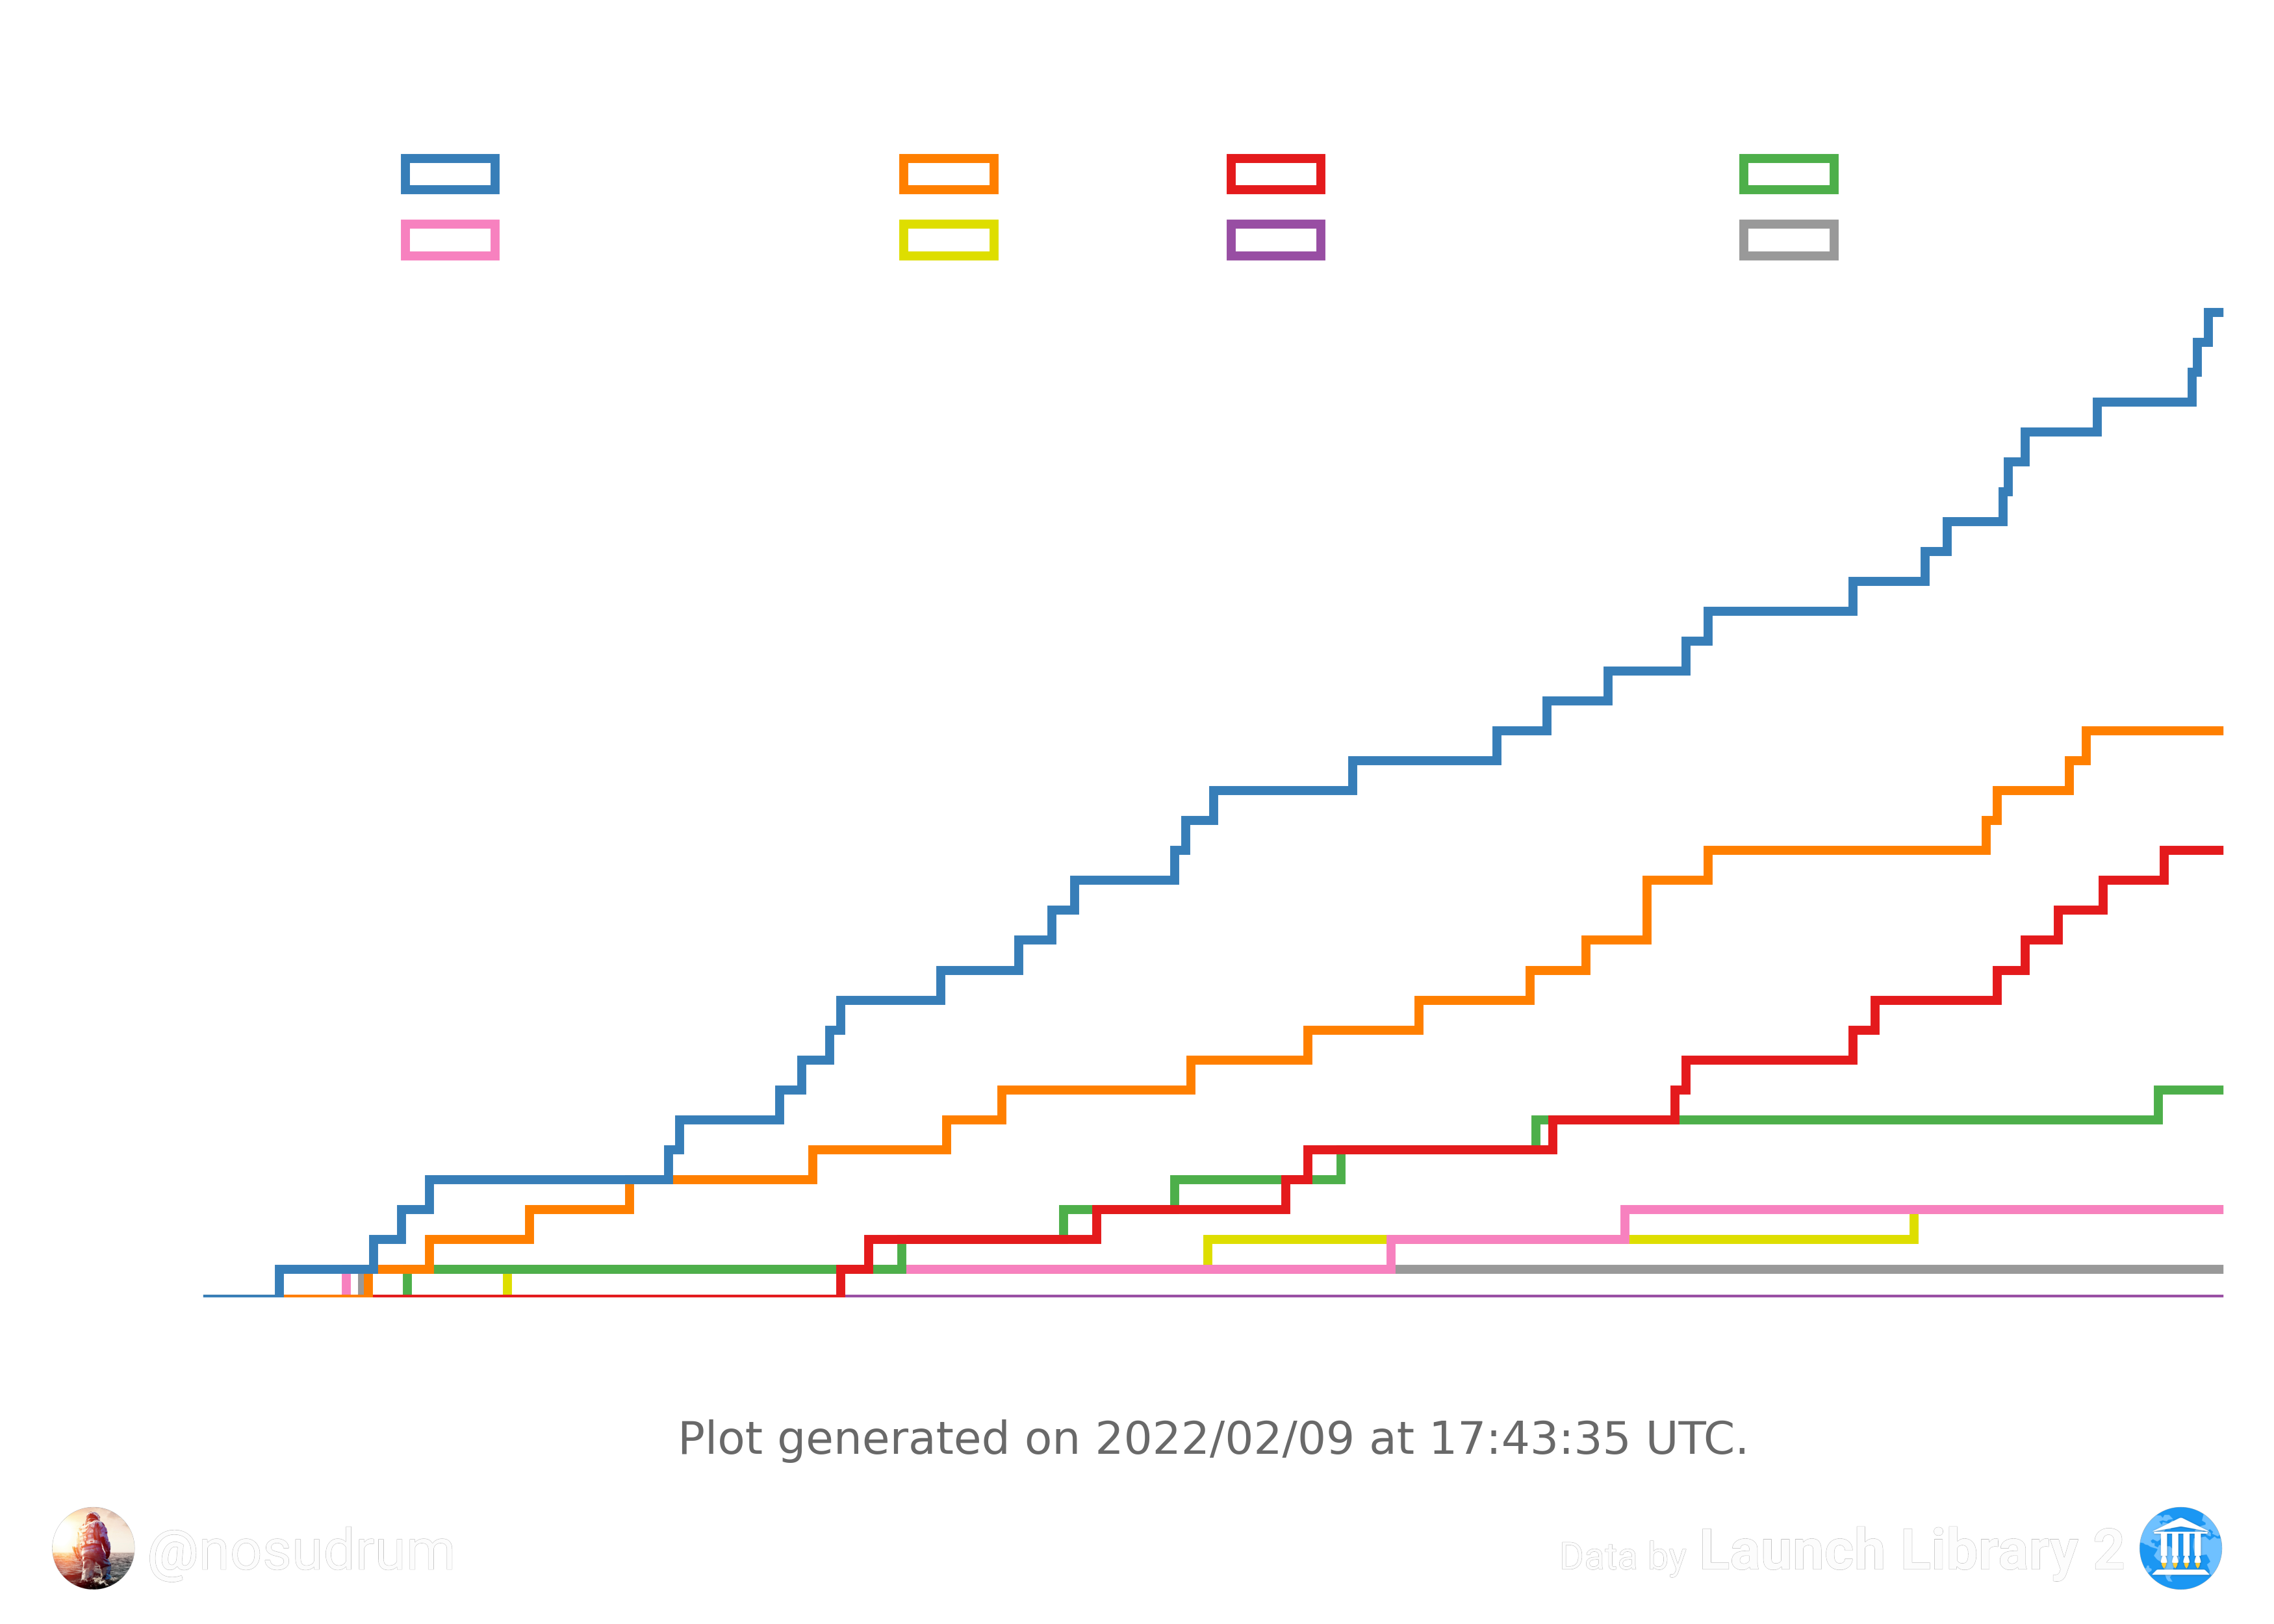 Plot generated on 2022/02/09 at 17:43:35 UTC.
@nosudrum
Data by Launch Library 2